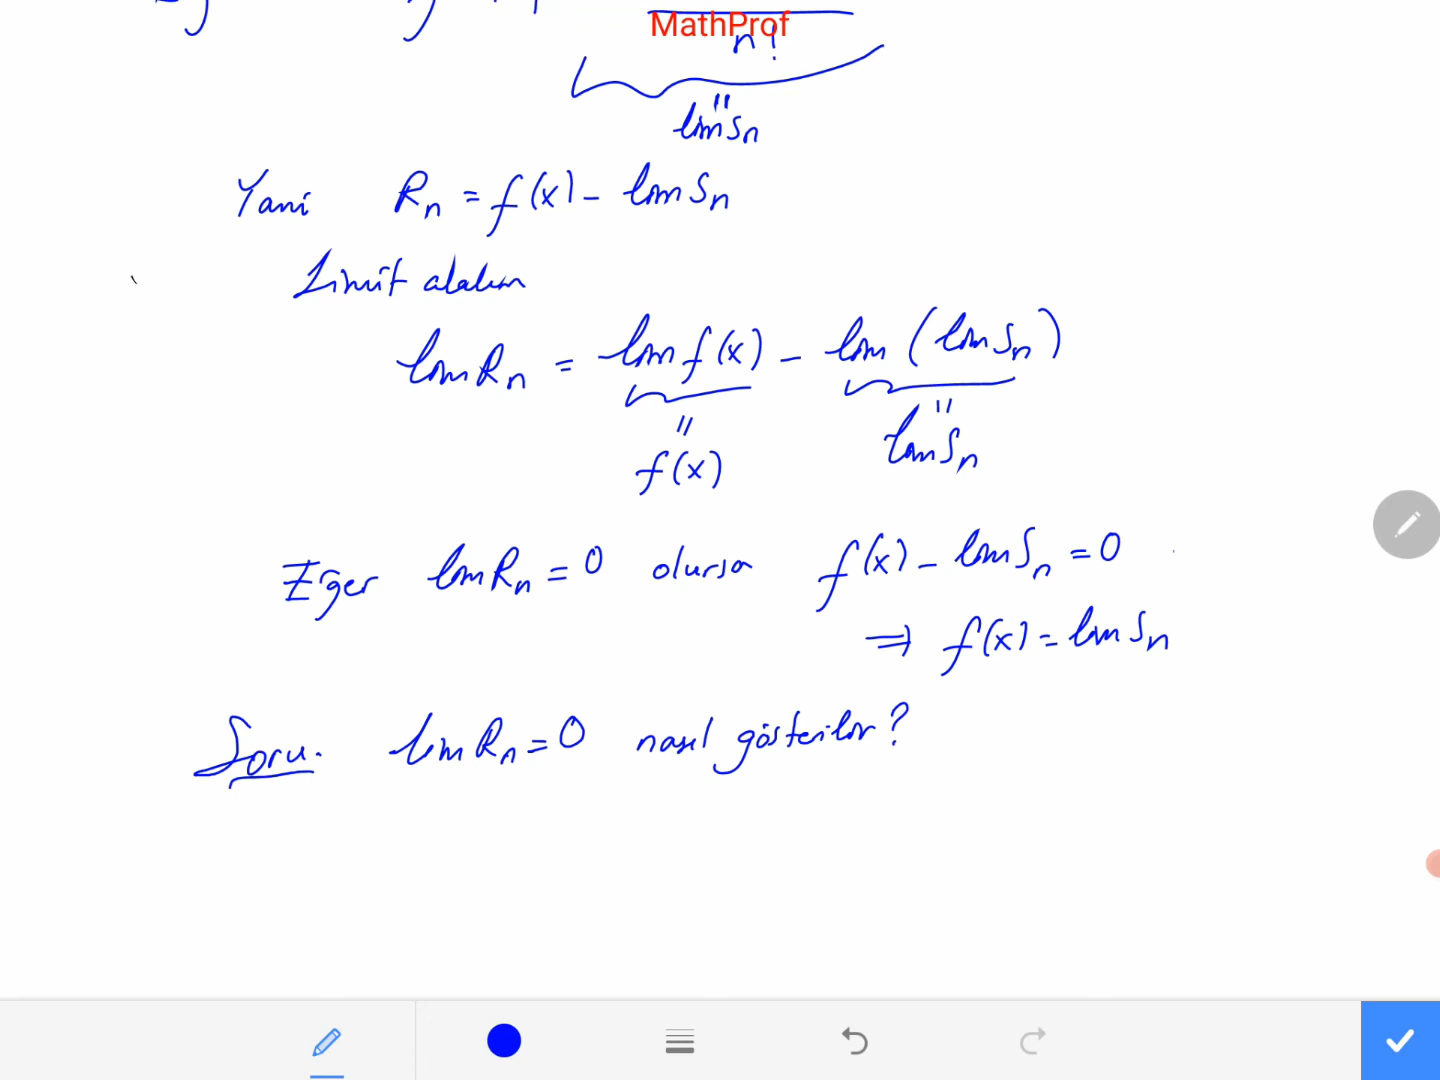 MathProf
n!
"
lim Sn
Yani Rn = f(x) - lim Sn
Limit alalım
lim Rn = lim f(x) - lim (lim Sn)
" "
f(x) lim Sn
Eğer lim Rn = 0 olursa f(x) - lim Sn = 0
⇒ f(x) = lim Sn
Soru. lim Rn = 0 nasıl gösterilir?